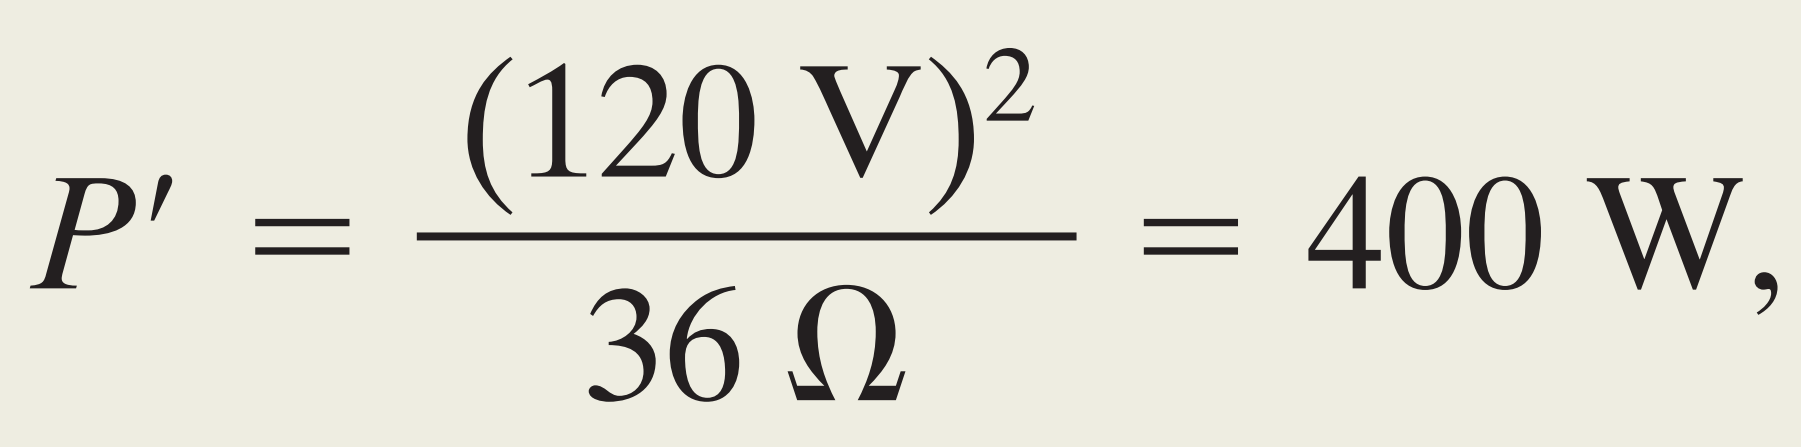 P′ = (120 V)² / 36 Ω = 400 W,